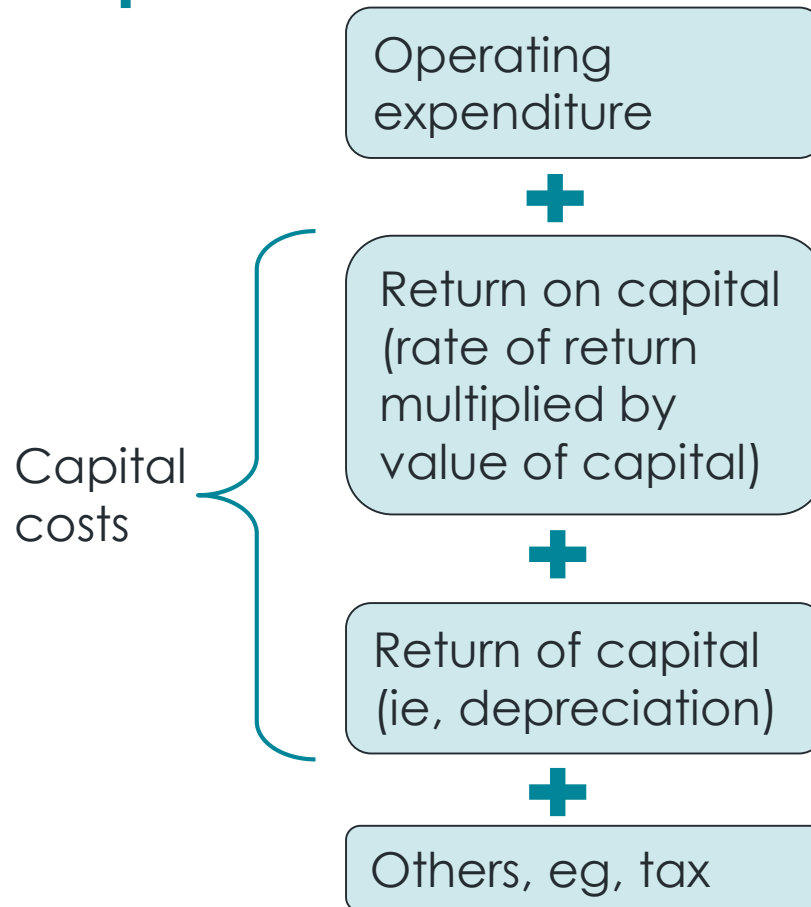 Operating
expenditure
Return on capital
(rate of return
multiplied by
value of capital)
Capital
costs
Return of capital
(ie, depreciation)
Others, eg, tax